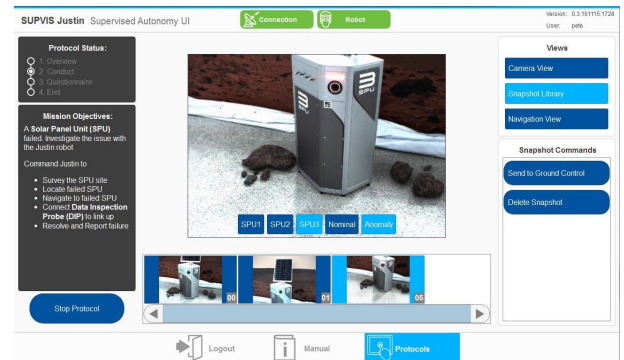 SUPVIS Justin Supervised Autonomy UI
Connection
Robot
Version: 0.3.161115.1728
User: pete
Protocol Status:
1. Overview
2. Conduct
3. Questionnaire
4. End
Mission Objectives:
A Solar Panel Unit (SPU)
failed. Investigate the issue with
the Justin robot
Command Justin to
• Survey the SPU site
• Locate failed SPU
• Navigate to failed SPU
• Connect Data Inspection
Probe (DIP) to link up
• Resolve and Report failure
Stop Protocol
3
SPU
3
SPU
SPU1 SPU2 SPU3 Nominal Anomaly
00 01 05
Views
Camera View
Snapshot Library
Navigation View
Snapshot Commands
Send to Ground Control
Delete Snapshot
Logout
Manual
Protocols